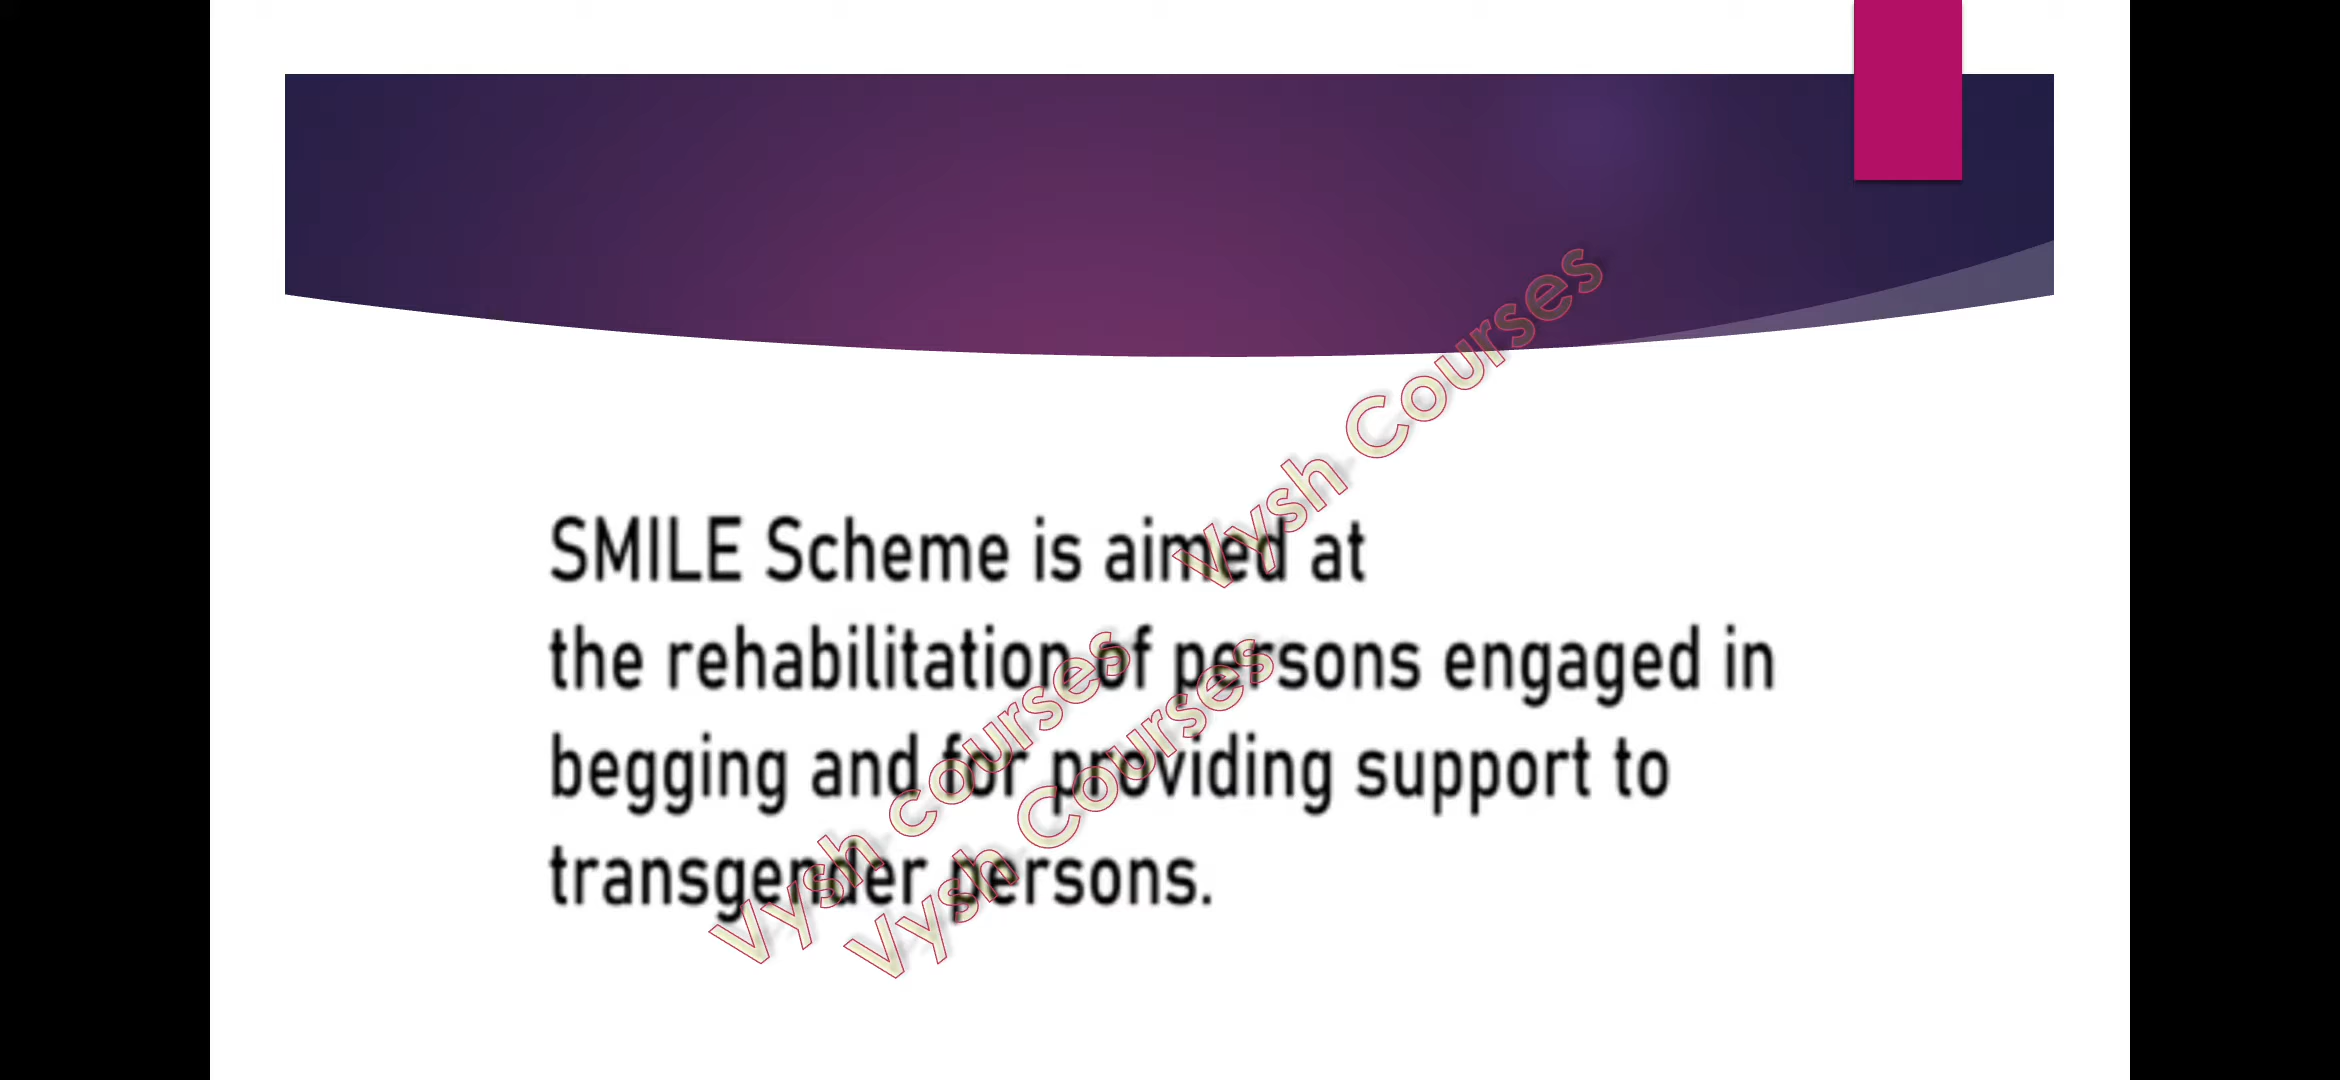 SMILE Scheme is aimed at
the rehabilitation of persons engaged in
begging and for providing support to
transgender persons.
Vysh Courses
Vysh courses
Vysh Courses